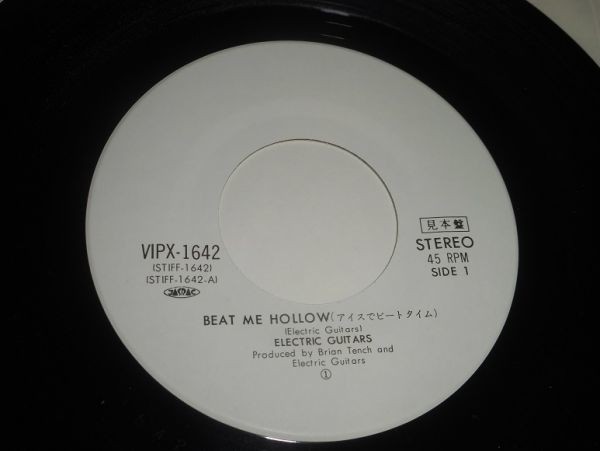 VIPX-1642
(STIFF-1642)
(STIFF-1642-A)
JASRAC
見本盤
STEREO
45 RPM
SIDE 1
BEAT ME HOLLOW(アイスでビートタイム)
(Electric Guitars)
ELECTRIC GUITARS
Produced by Brian Tench and
Electric Guitars
①